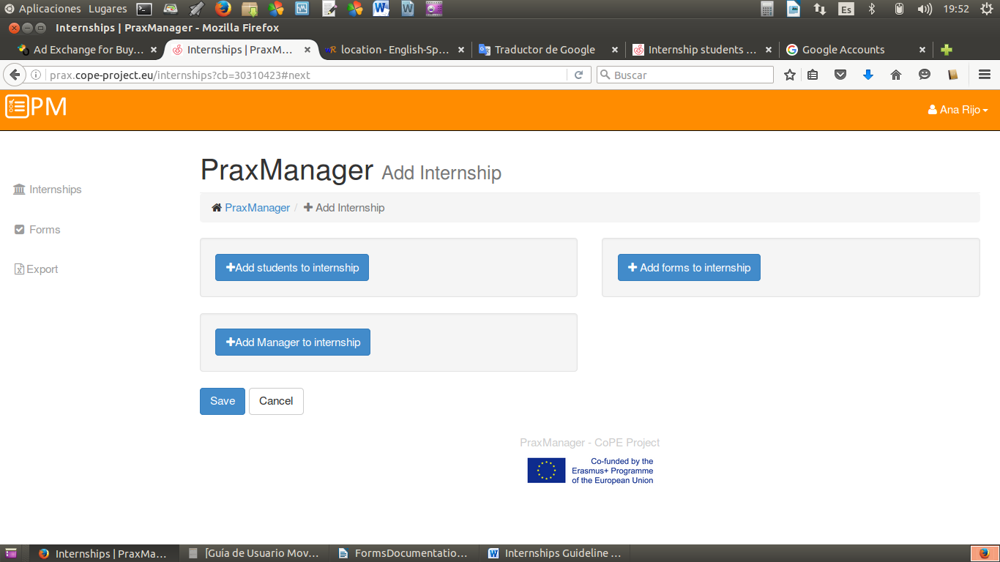 Aplicaciones Lugares Es 19:52
Internships | PraxManager - Mozilla Firefox
Ad Exchange for Buy... Internships | PraxM... location - English-Sp... Traductor de Google Internship students ... Google Accounts
prax.cope-project.eu/internships?cb=30310423#next Buscar
PM Ana Rijo
PraxManager Add Internship
Internships
Forms
Export
PraxManager / Add Internship
Add students to internship
Add forms to internship
Add Manager to internship
Save Cancel
PraxManager - CoPE Project
Co-funded by the
Erasmus+ Programme
of the European Union
Internships | PraxMa... [Guía de Usuario Mov... FormsDocumentatio... Internships Guideline ...